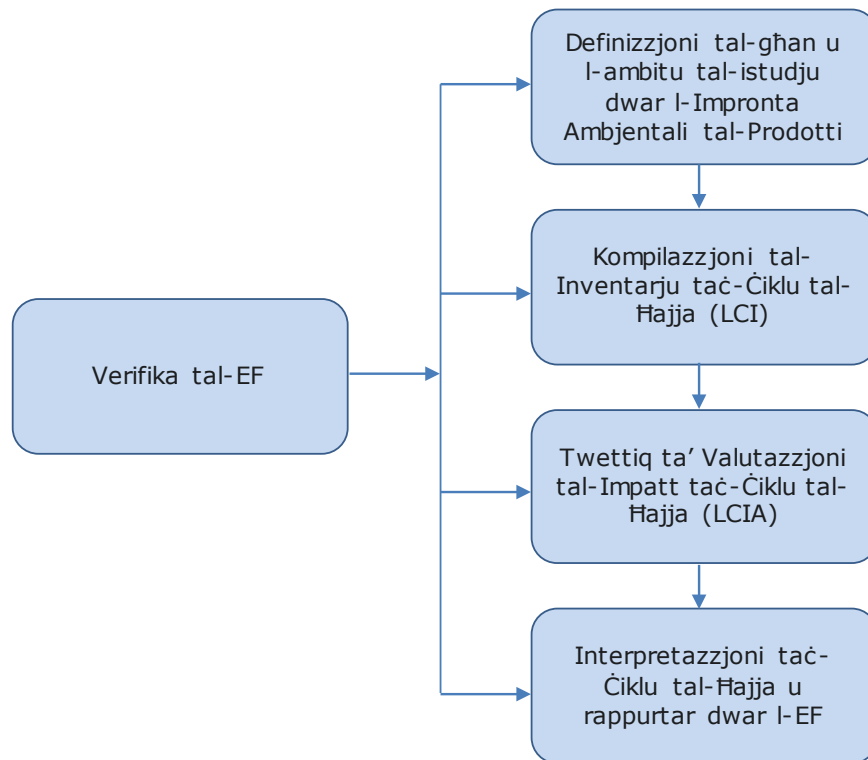 Definizzjoni tal-għan u
l-ambitu tal-istudju
dwar l-Impronta
Ambjentali tal-Prodotti
Kompilazzjoni tal-
Inventarju taċ-Ċiklu tal-
Ħajja (LCI)
Verifika tal-EF
Twettiq ta’ Valutazzjoni
tal-Impatt taċ-Ċiklu tal-
Ħajja (LCIA)
Interpretazzjoni taċ-
Ċiklu tal-Ħajja u
rappurtar dwar l-EF